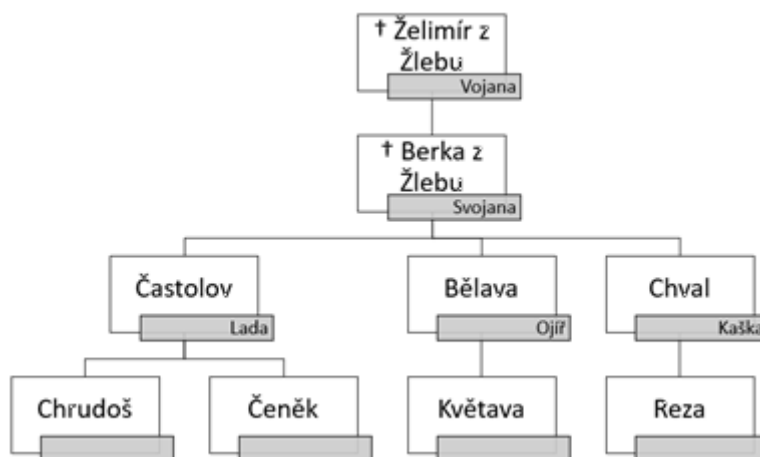 † Želimír z
Žlebu
Vojana
† Berka z
Žlebu
Svojana
Častolov
Lada
Bělava
Ojíř
Chval
Kaška
Chrudoš
Čeněk
Květava
Reza